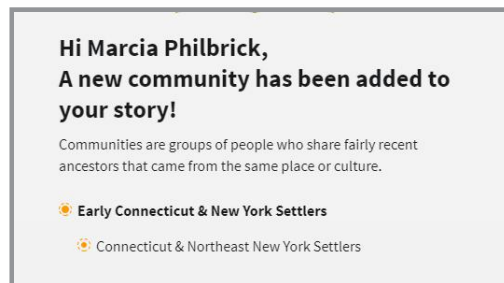 Hi Marcia Philbrick,
A new community has been added to
your story!
Communities are groups of people who share fairly recent
ancestors that came from the same place or culture.
Early Connecticut & New York Settlers
Connecticut & Northeast New York Settlers